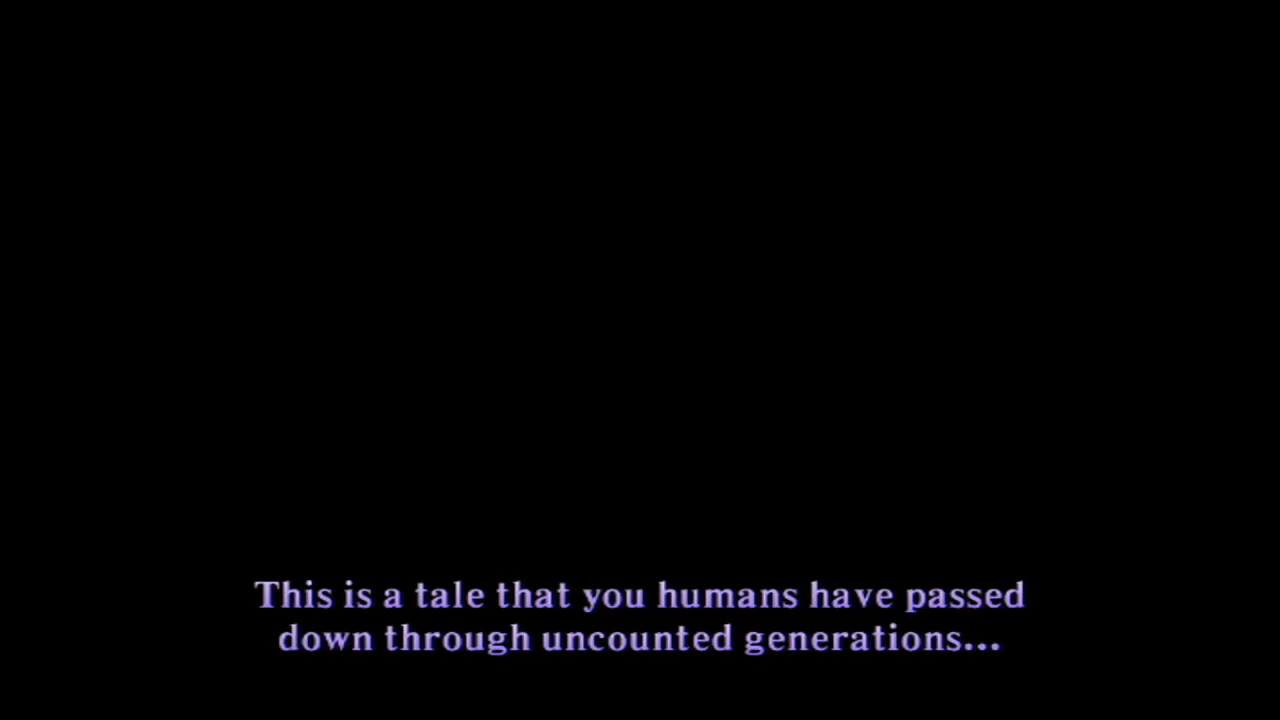 This is a tale that you humans have passed
down through uncounted generations...